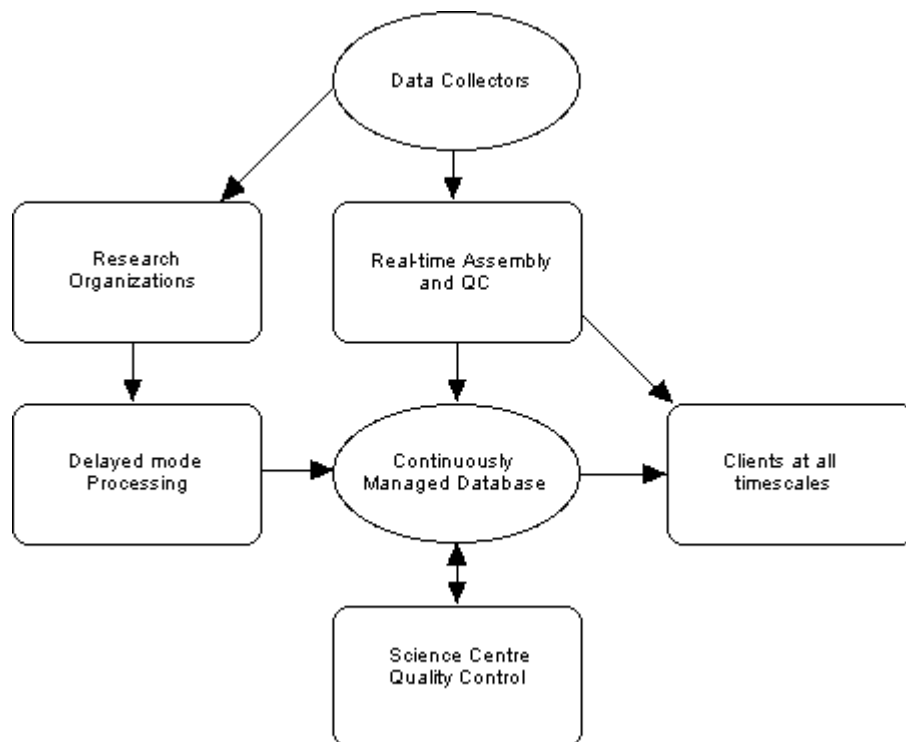 Data Collectors
Research
Organizations
Real-time Assembly
and QC
Delayed mode
Processing
Continuously
Managed Database
Clients at all
timescales
Science Centre
Quality Control